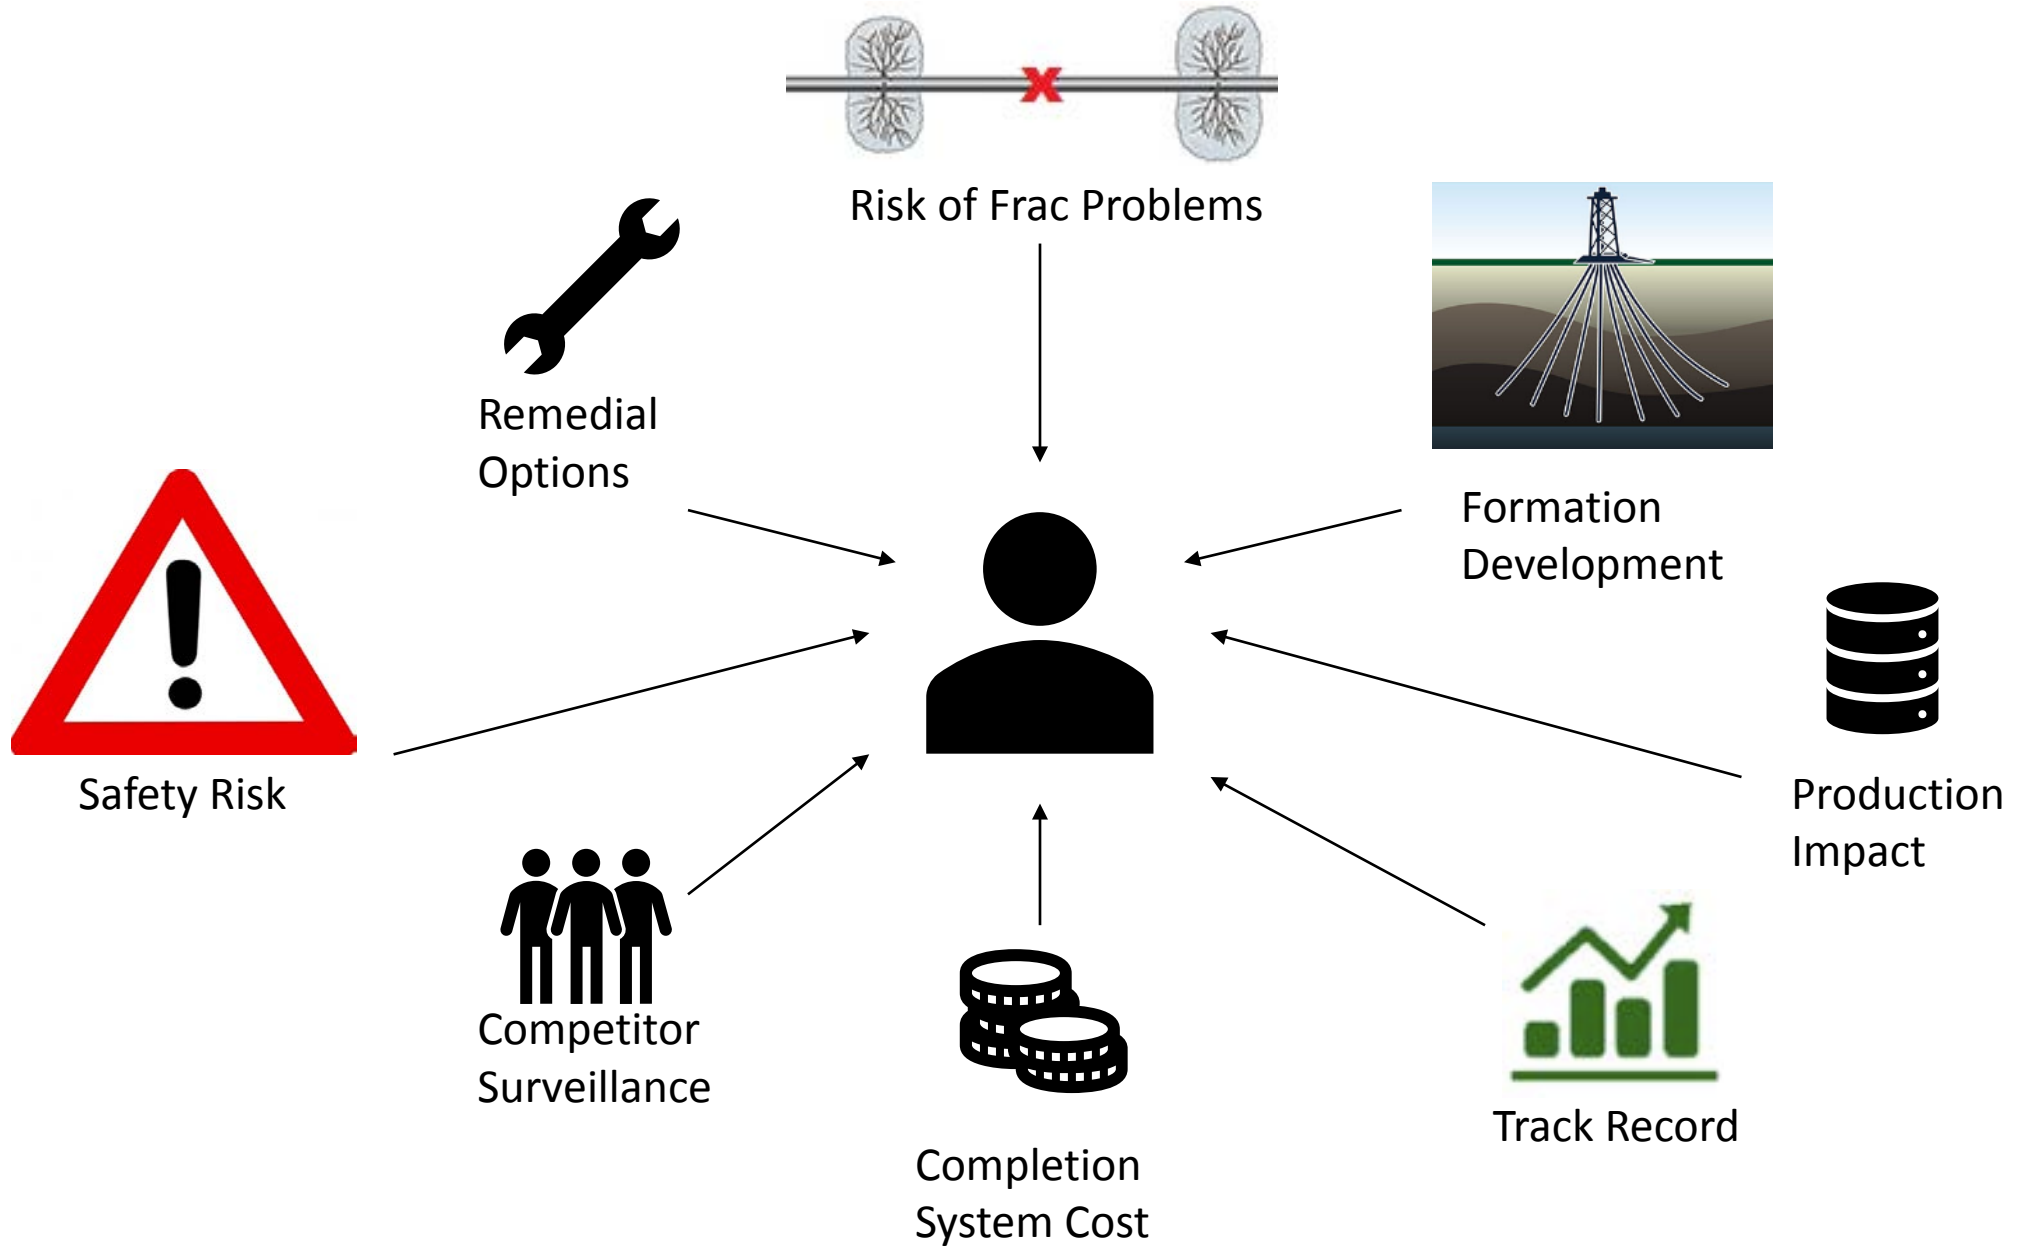 Risk of Frac Problems
Remedial
Options
Formation
Development
Safety Risk
Production
Impact
Competitor
Surveillance
Track Record
Completion
System Cost